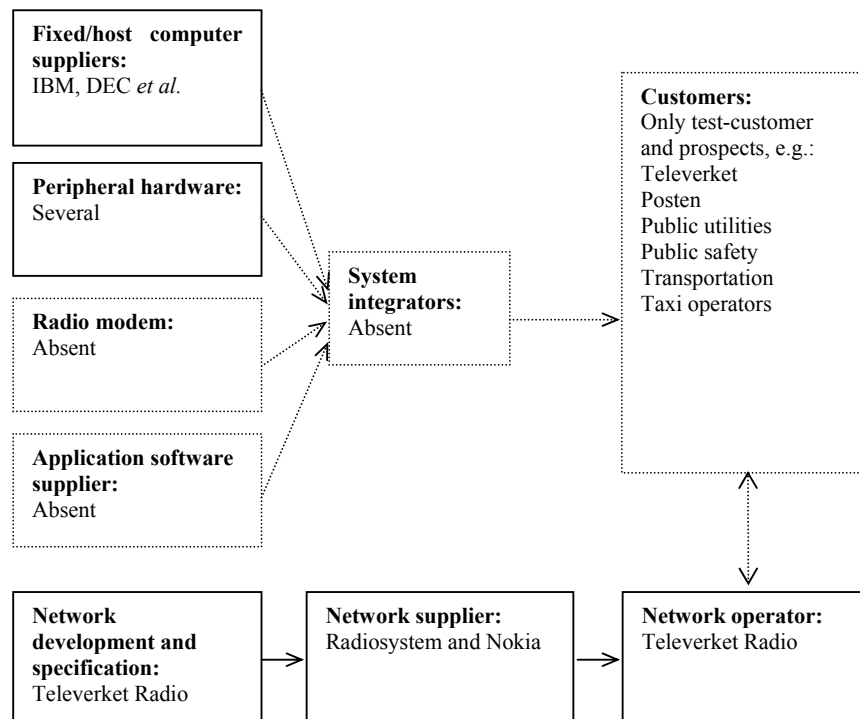 Fixed/host computer
suppliers:
IBM, DEC et al.
Peripheral hardware:
Several
Radio modem:
Absent
Application software
supplier:
Absent
System
integrators:
Absent
Customers:
Only test-customer
and prospects, e.g.:
Televerket
Posten
Public utilities
Public safety
Transportation
Taxi operators
Network
development and
specification:
Televerket Radio
Network supplier:
Radiosystem and Nokia
Network operator:
Televerket Radio